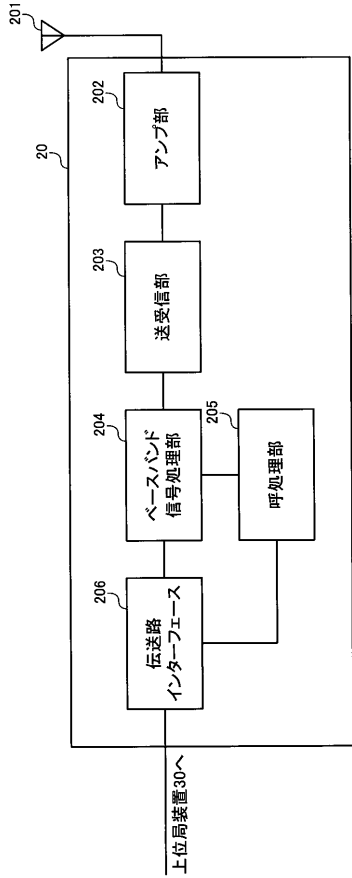 20
201
202
アンプ部
203
送受信部
204
ベースバンド
信号処理部
205
呼処理部
206
伝送路
インターフェース
上位局装置30へ